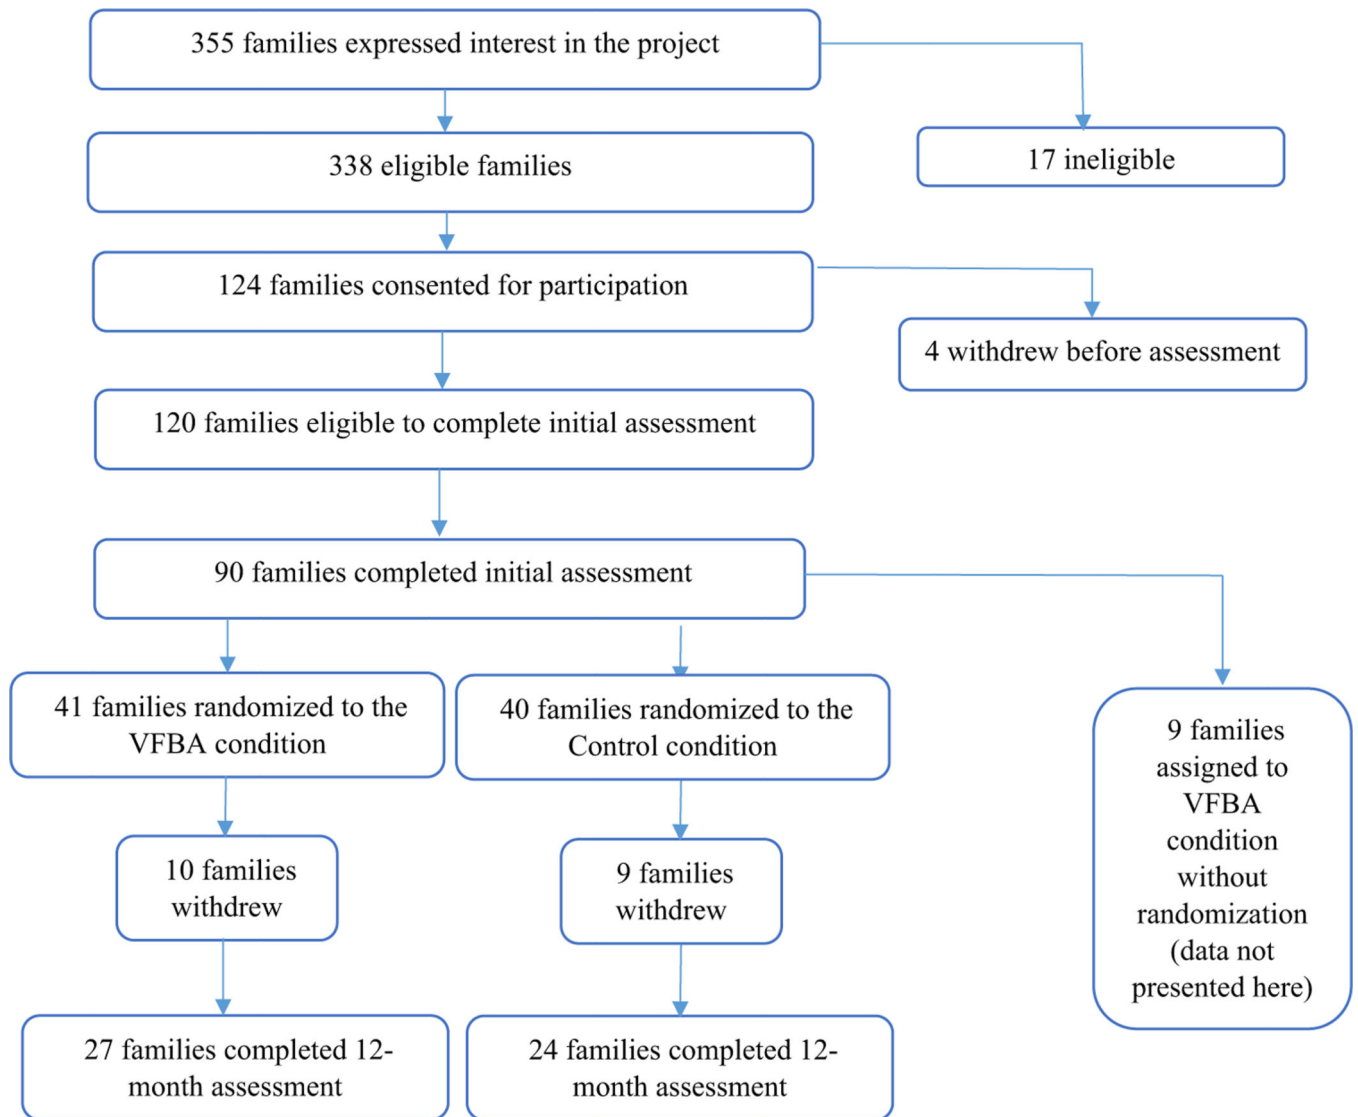 355 families expressed interest in the project
17 ineligible
338 eligible families
124 families consented for participation
4 withdrew before assessment
120 families eligible to complete initial assessment
90 families completed initial assessment
41 families randomized to the
VFBA condition
40 families randomized to the
Control condition
9 families
assigned to
VFBA
condition
without
randomization
(data not
presented here)
10 families
withdrew
9 families
withdrew
27 families completed 12-
month assessment
24 families completed 12-
month assessment